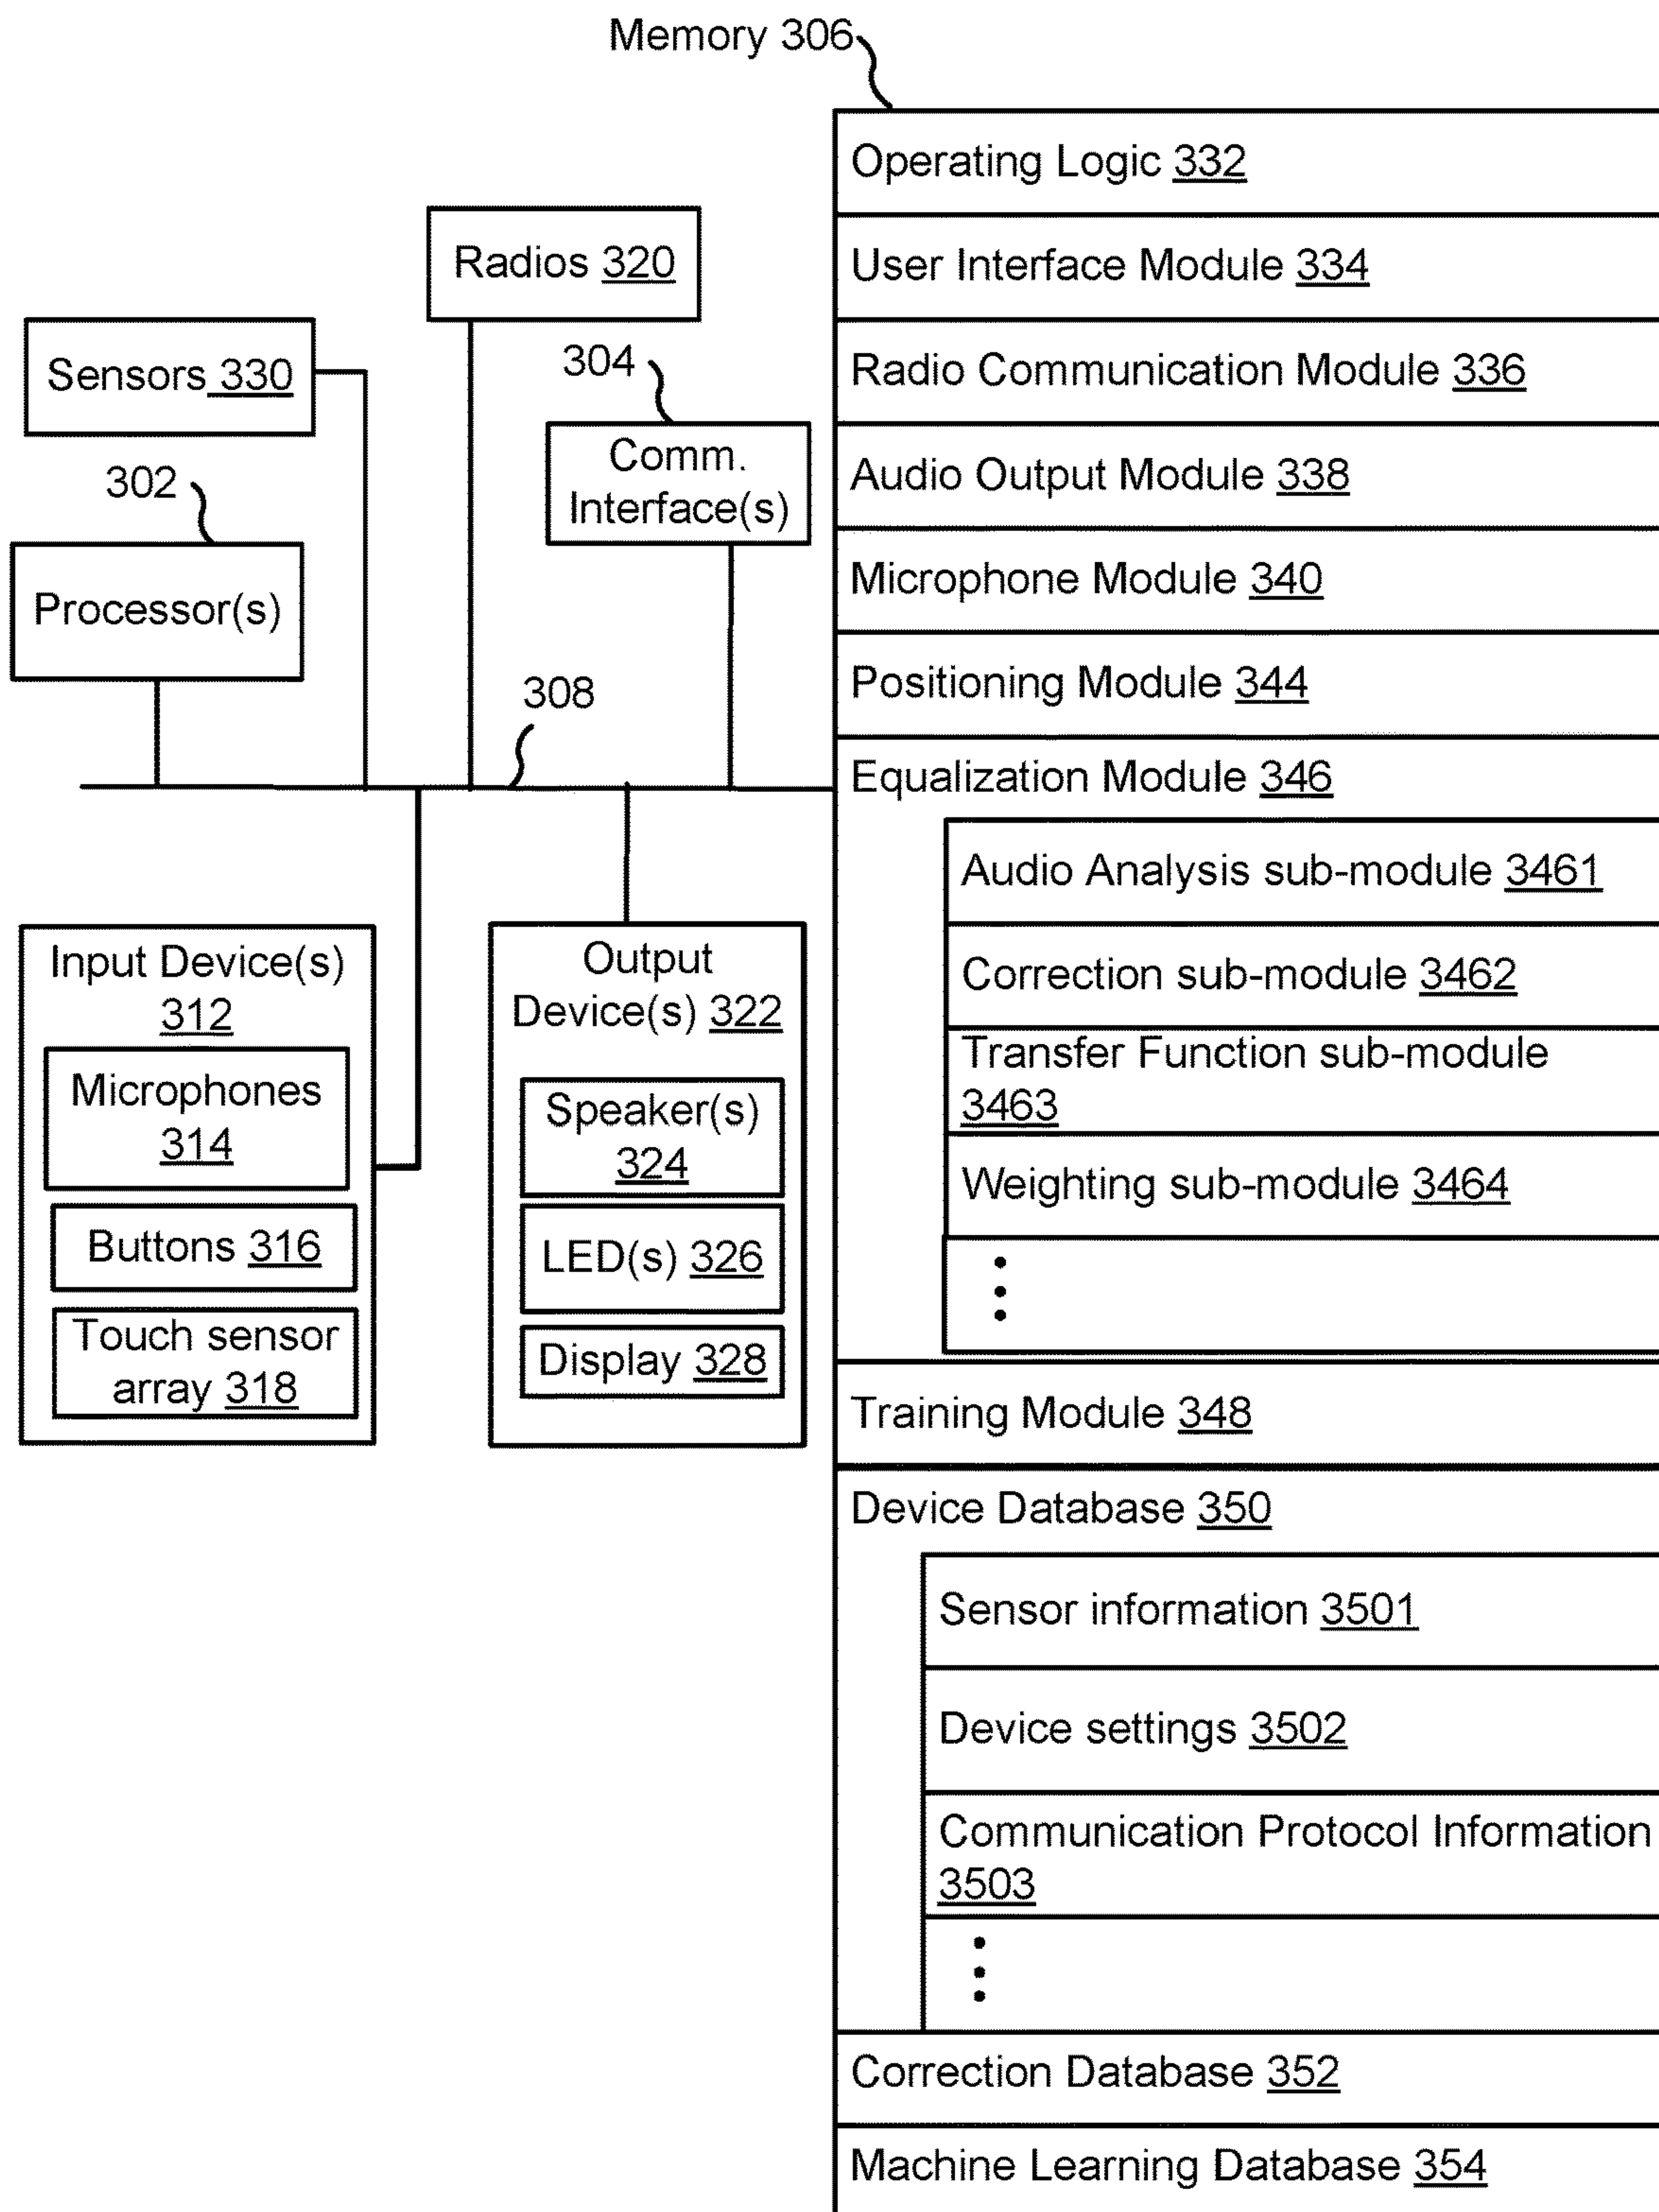 Memory 306
Radios 320
Sensors 330
304
Comm.
Interface(s)
302
Processor(s)
308
Input Device(s)
312
Microphones
314
Buttons 316
Touch sensor
array 318
Output
Device(s) 322
Speaker(s)
324
LED(s) 326
Display 328
Operating Logic 332
User Interface Module 334
Radio Communication Module 336
Audio Output Module 338
Microphone Module 340
Positioning Module 344
Equalization Module 346
Audio Analysis sub-module 3461
Correction sub-module 3462
Transfer Function sub-module
3463
Weighting sub-module 3464
Training Module 348
Device Database 350
Sensor information 3501
Device settings 3502
Communication Protocol Information
3503
Correction Database 352
Machine Learning Database 354